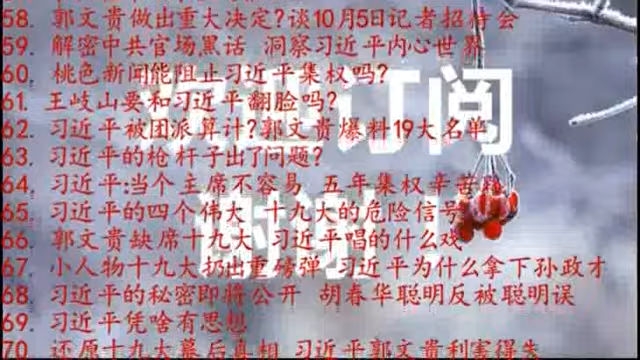 58. 郭文贵做出重大决定?谈10月5日记者招待会
59. 解密中共官场黑话 洞察习近平内心世界
60. 桃色新闻能阻止习近平集权吗?
61. 王岐山要和习近平翻脸吗?
62. 习近平被团派算计?郭文贵爆料19大名单
63. 习近平的枪杆子出了问题?
64. 习近平:当个主席不容易 五年集权辛苦
65. 习近平的四个伟大 十九大的危险信号
66. 郭文贵缺席十九大 习近平唱的什么戏
67. 小人物十九大扔出重磅弹 习近平为什么拿下孙政才
68. 习近平的秘密即将公开 胡春华聪明反被聪明误
69. 习近平凭啥有思想
70. 还原十九大幕后真相 习近平郭文贵利害得失
欢迎订阅
谢谢